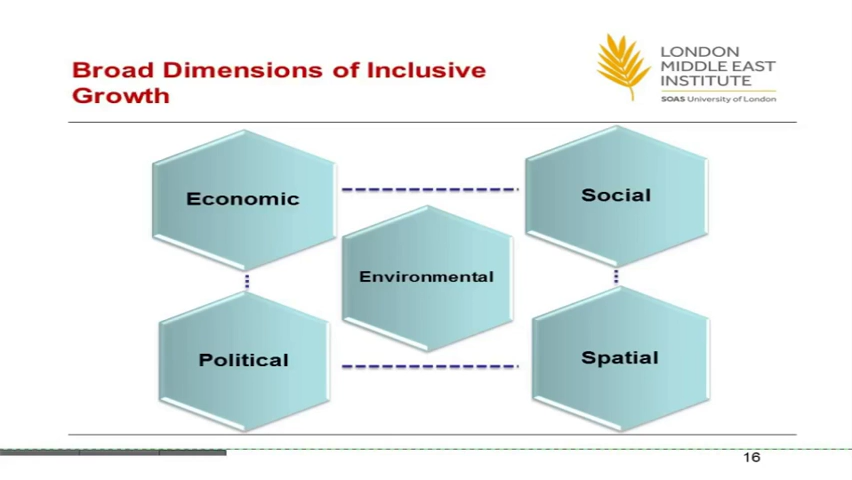 Broad Dimensions of Inclusive
Growth
LONDON
MIDDLE EAST
INSTITUTE
SOAS University of London
Economic
Social
Environmental
Political
Spatial
16